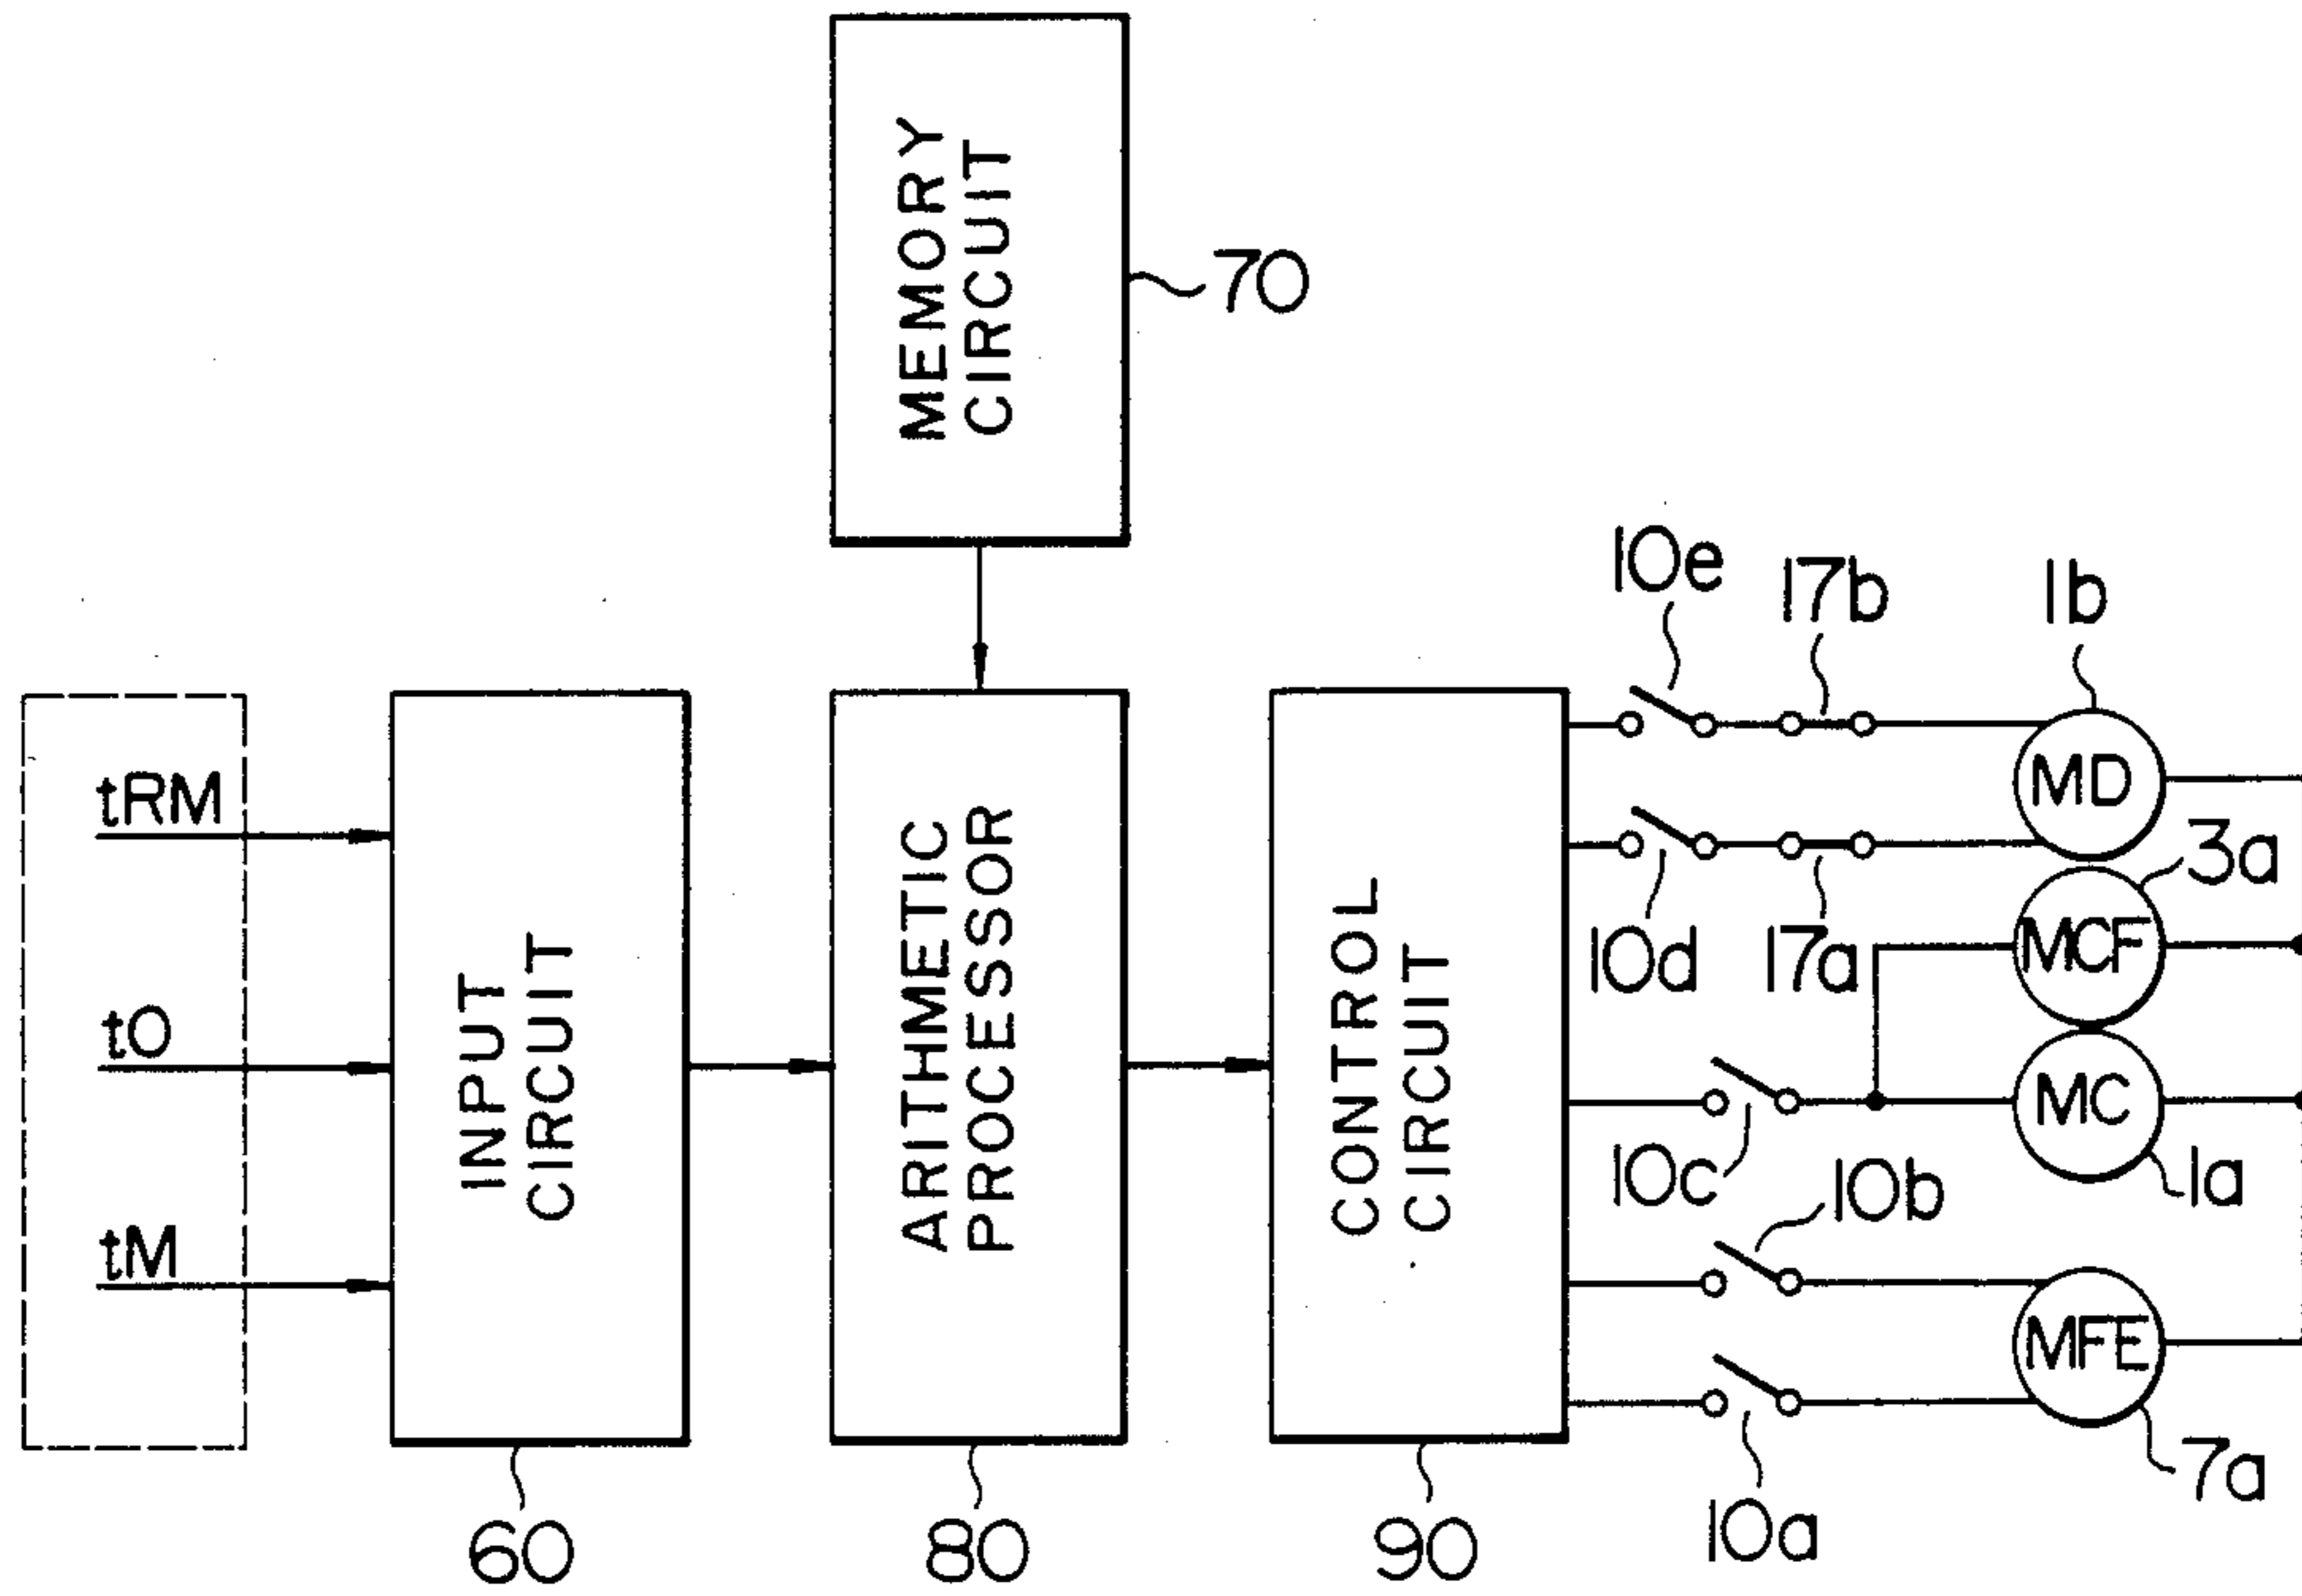 MEMORY
CIRCUIT
70
10e
17b
1b
tRM
tO
tM
INPUT
CIRCUIT
ARITHMETIC
PROCESSOR
CONTROL
CIRCUIT
MD
3a
10d
17a
MCF
MC
10c
10b
1a
MFE
7a
10a
60
80
90